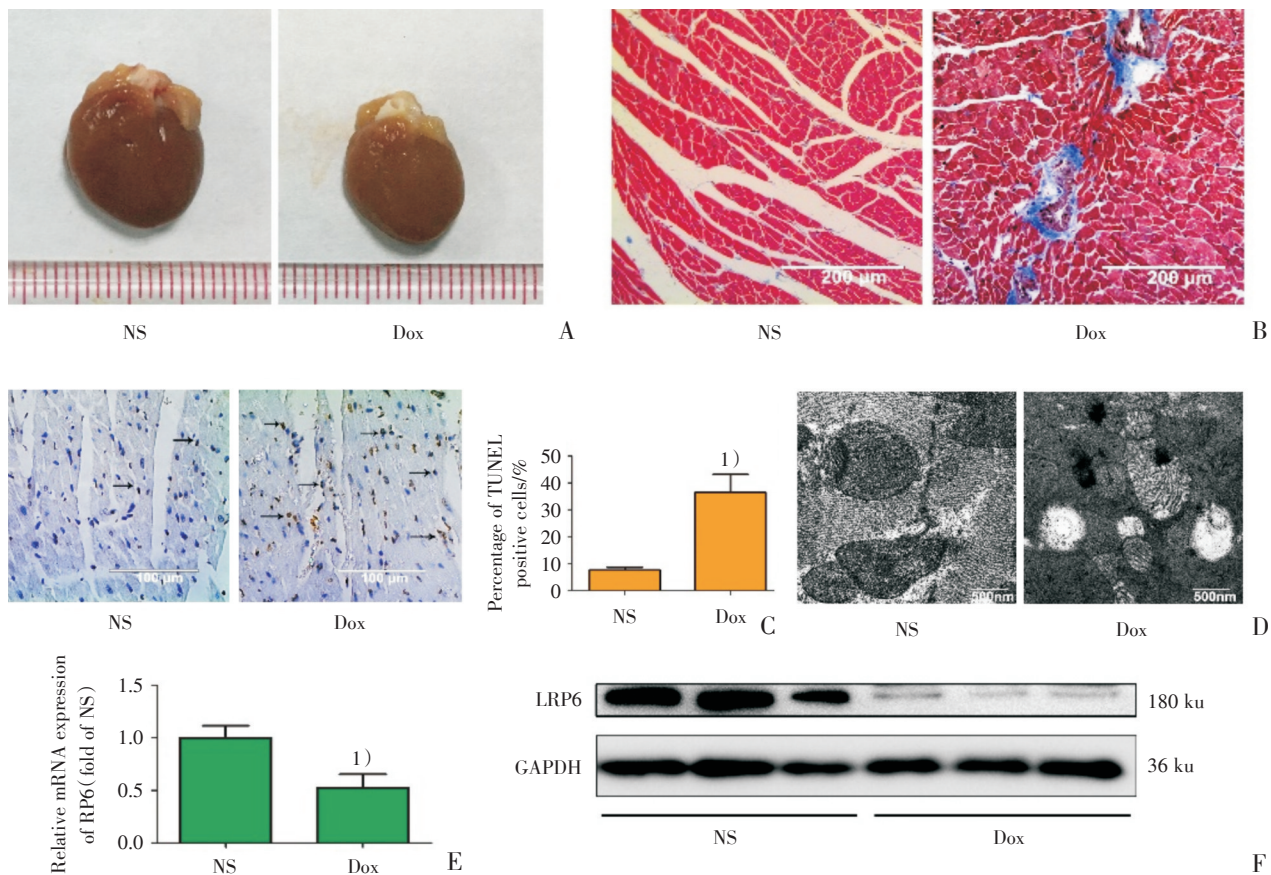 200 μm
200 μm
NS
Dox
A
NS
Dox
B
100 μm
100 μm
NS
Dox
Percentage of TUNEL
positive cells/%
50
40
30
20
10
0
1)
NS
Dox
C
500nm
500nm
NS
Dox
D
Relative mRNA expression
of RP6(fold of NS)
1.5
1.0
0.5
0.0
1)
NS
Dox
E
LRP6
180 ku
GAPDH
36 ku
NS
Dox
F